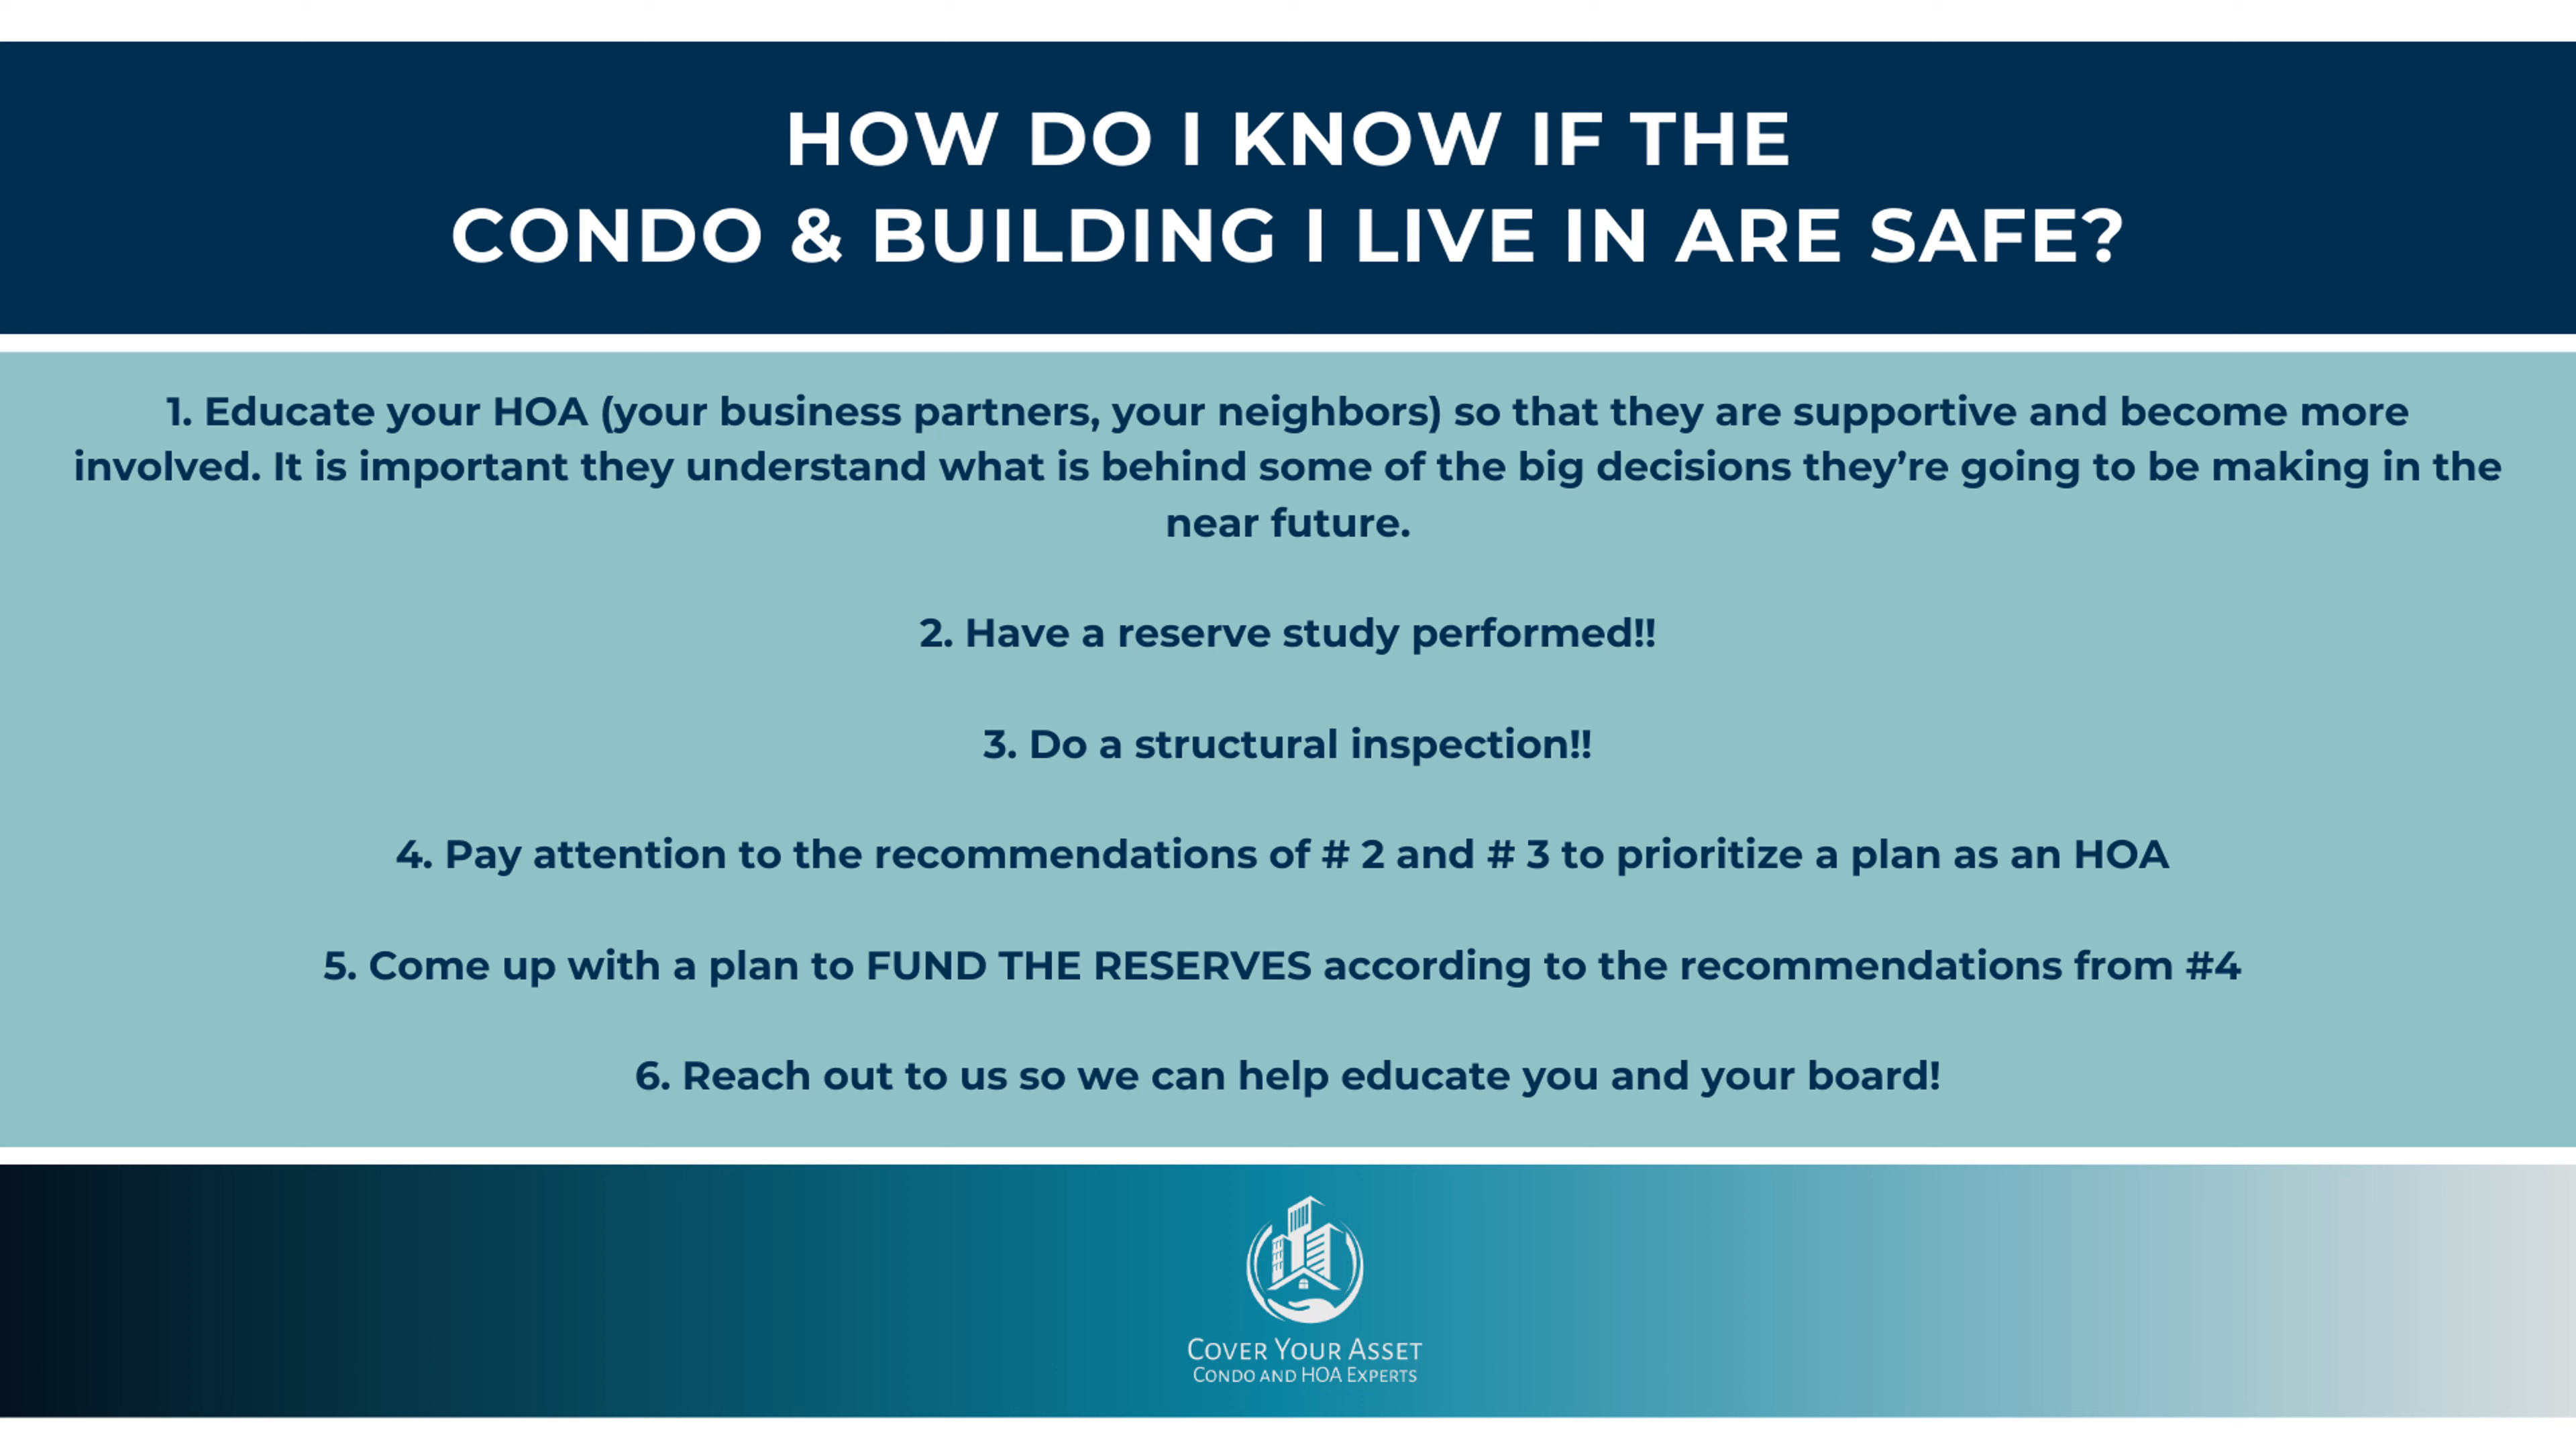 HOW DO I KNOW IF THE
CONDO & BUILDING I LIVE IN ARE SAFE?
1. Educate your HOA (your business partners, your neighbors) so that they are supportive and become more
involved. It is important they understand what is behind some of the big decisions they’re going to be making in the
near future.
2. Have a reserve study performed!!
3. Do a structural inspection!!
4. Pay attention to the recommendations of # 2 and # 3 to prioritize a plan as an HOA
5. Come up with a plan to FUND THE RESERVES according to the recommendations from #4
6. Reach out to us so we can help educate you and your board!
COVER YOUR ASSET
CONDO AND HOA EXPERTS